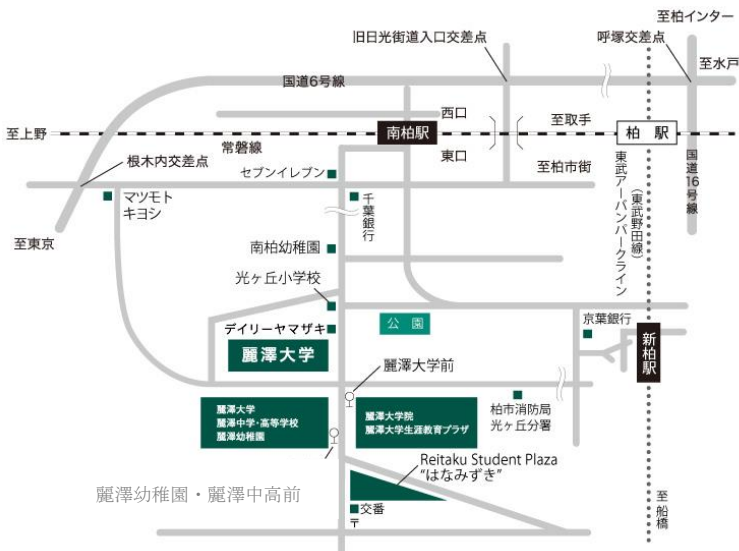 至柏インター
旧日光街道入口交差点
呼塚交差点
至水戸
国道6号線
西口
至取手
至上野
南柏駅
柏 駅
常磐線
東口
根木内交差点
セブンイレブン
至柏市街
国道16号線
東武アーバンパークライン
(東武野田線)
マツモト
キヨシ
千葉銀行
至東京
南柏幼稚園
光ヶ丘小学校
デイリーヤマザキ
公 園
京葉銀行
新柏駅
麗澤大学
麗澤大学前
麗澤大学
麗澤中学・高等学校
麗澤幼稚園
麗澤大学院
麗澤大学生涯教育プラザ
柏市消防局
光ヶ丘分署
Reitaku Student Plaza
“はなみずき”
麗澤幼稚園・麗澤中高前
交番
〒
至船橋